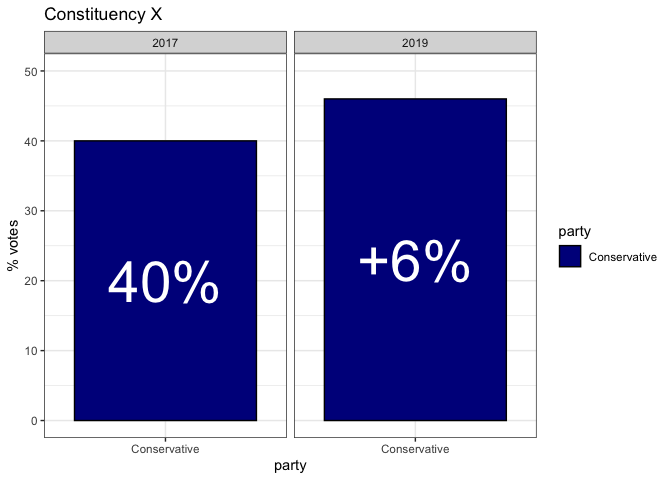 Constituency X
2017
2019
% votes
50
40
30
20
10
0
40%
+6%
party
Conservative
Conservative
Conservative
party